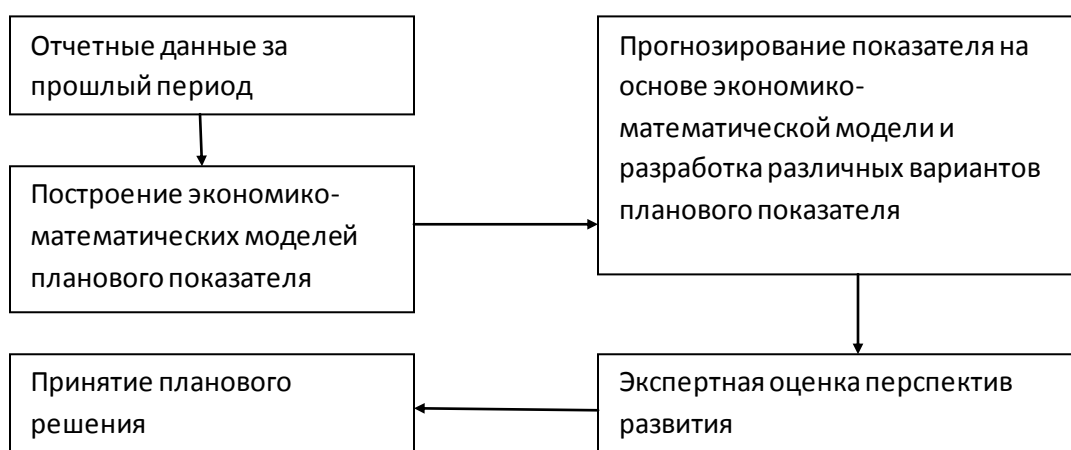 Отчетные данные за
прошлый период
Построение экономико-
математических моделей
планового показателя
Прогнозирование показателя на
основе экономико-
математической модели и
разработка различных вариантов
планового показателя
Экспертная оценка перспектив
развития
Принятие планового
решения